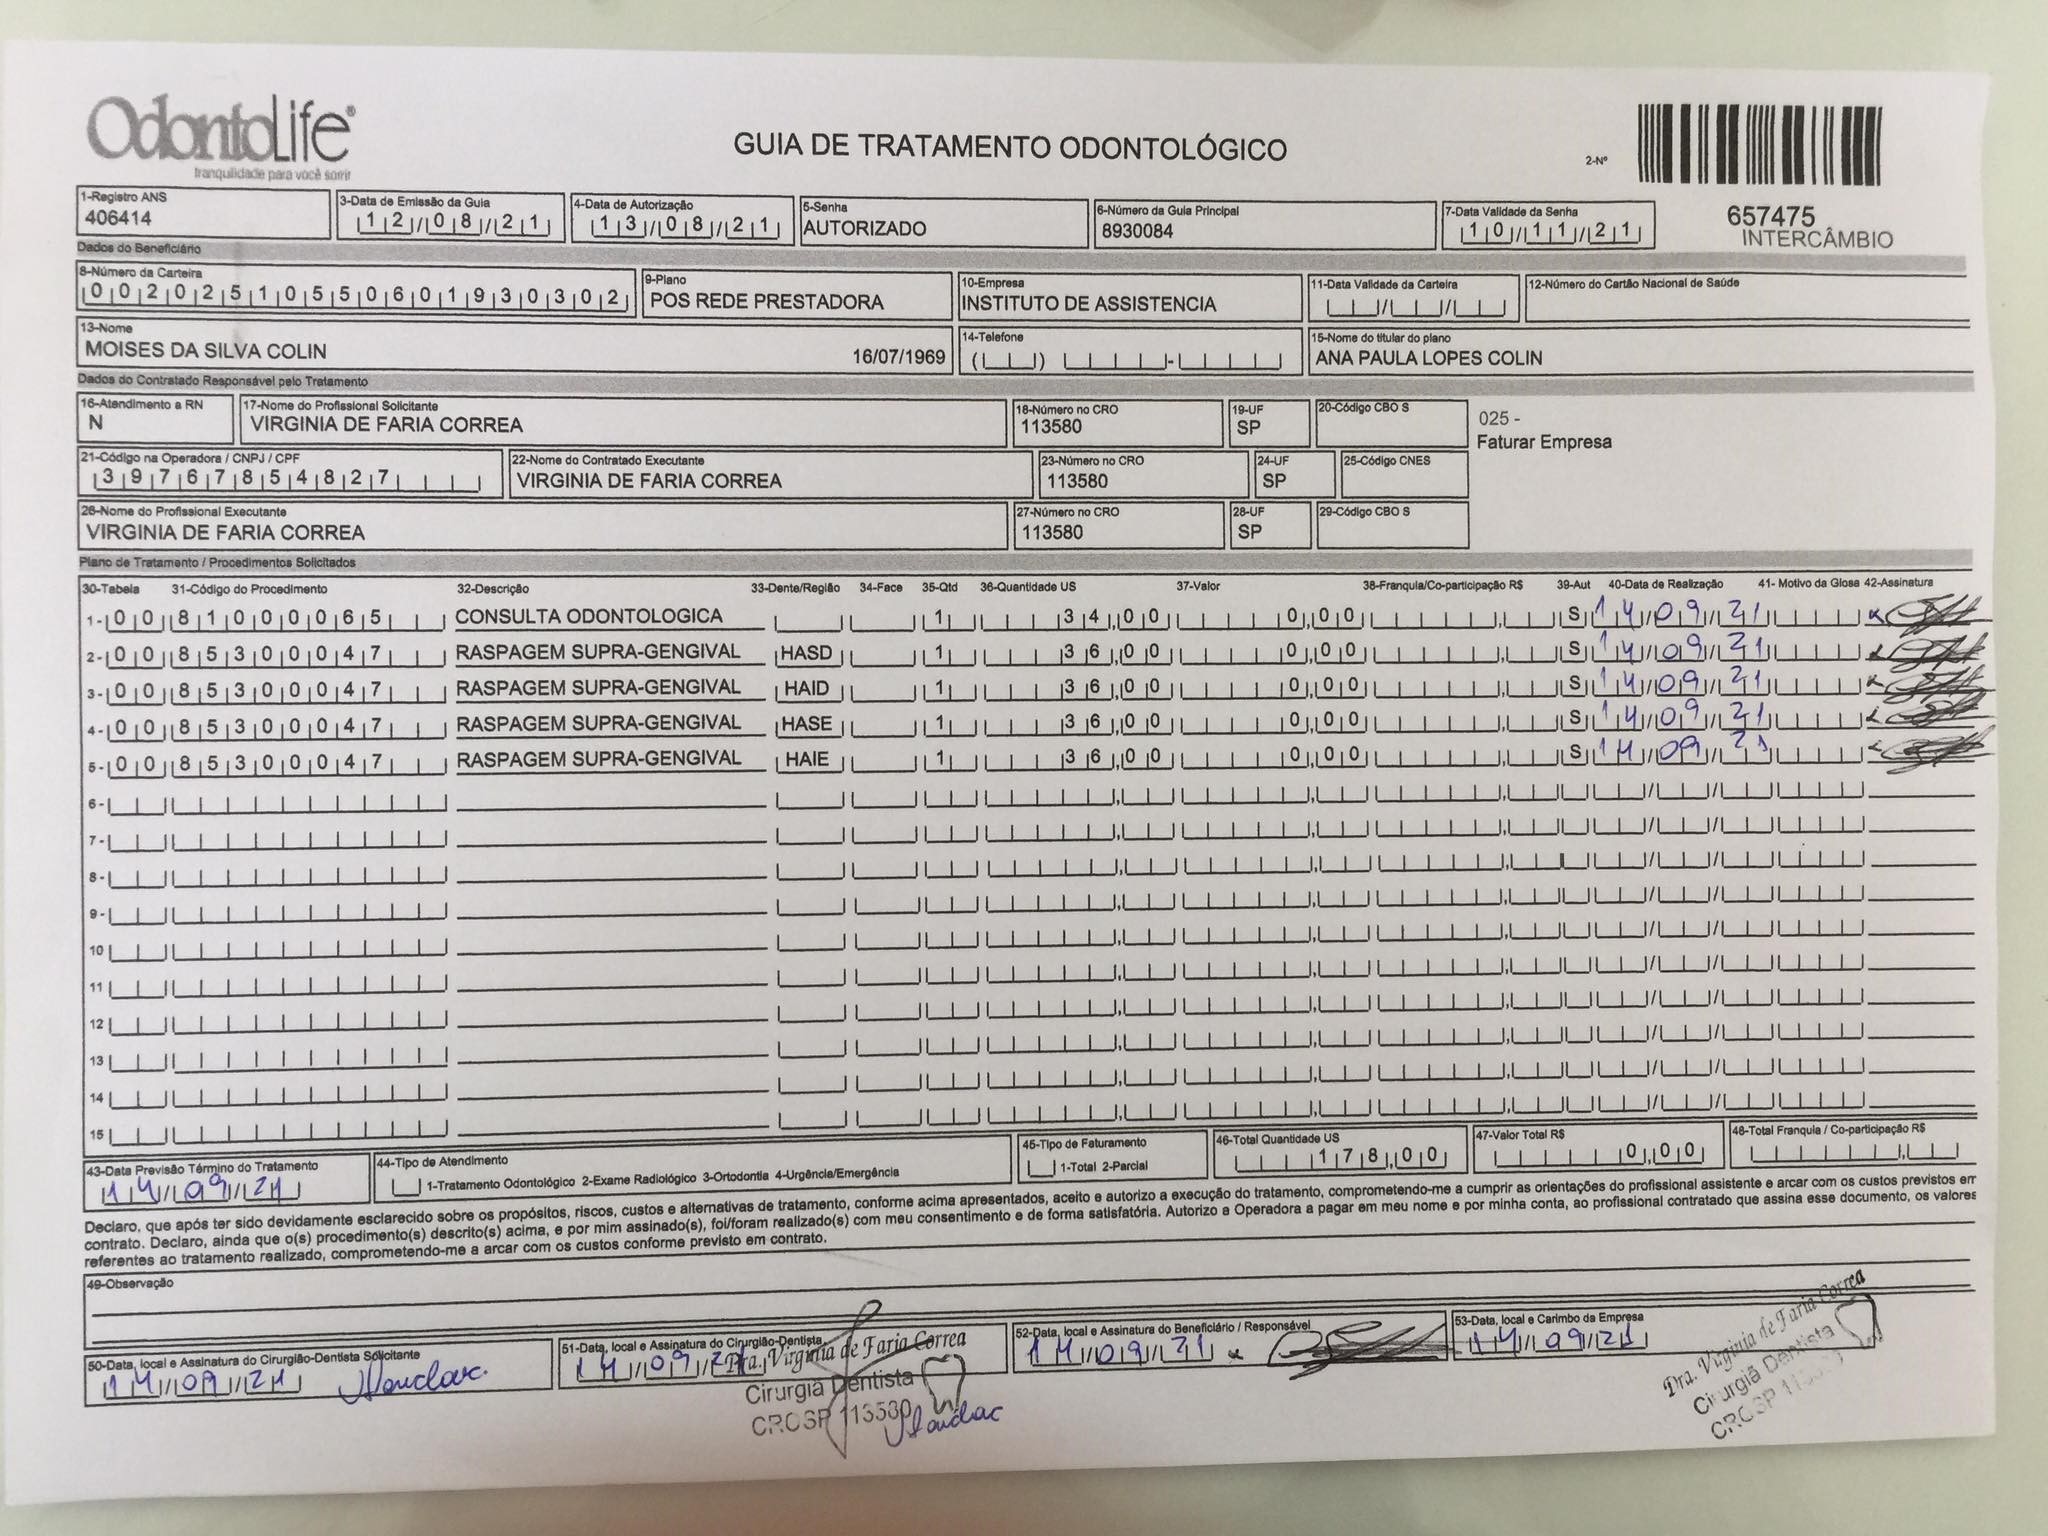 OdontoLife®
tranquilidade para você sorrir
GUIA DE TRATAMENTO ODONTOLÓGICO
2-Nº
657475
INTERCÂMBIO
1-Registro ANS
406414
3-Data de Emissão da Guia
12/08/21
4-Data de Autorização
13/08/21
5-Senha
AUTORIZADO
6-Número da Guia Principal
8930084
7-Data Validade da Senha
10/11/21
Dados do Beneficiário
8-Número da Carteira
00202510550601930302
9-Plano
POS REDE PRESTADORA
10-Empresa
INSTITUTO DE ASSISTENCIA
11-Data Validade da Carteira
12-Número do Cartão Nacional de Saúde
13-Nome
MOISES DA SILVA COLIN 16/07/1969
14-Telefone
15-Nome do titular do plano
ANA PAULA LOPES COLIN
Dados do Contratado Responsável pelo Tratamento
16-Atendimento a RN
N
17-Nome do Profissional Solicitante
VIRGINIA DE FARIA CORREA
18-Número no CRO
113580
19-UF
SP
20-Código CBO S
025 -
Faturar Empresa
21-Código na Operadora / CNPJ / CPF
39767854827
22-Nome do Contratado Executante
VIRGINIA DE FARIA CORREA
23-Número no CRO
113580
24-UF
SP
25-Código CNES
26-Nome do Profissional Executante
VIRGINIA DE FARIA CORREA
27-Número no CRO
113580
28-UF
SP
29-Código CBO S
Plano de Tratamento / Procedimentos Solicitados
30-Tabela 31-Código do Procedimento 32-Descrição 33-Dente/Região 34-Face 35-Qtd 36-Quantidade US 37-Valor 38-Franquia/Co-participação R$ 39-Aut 40-Data de Realização 41- Motivo da Glosa 42-Assinatura
1- 00 81000065 CONSULTA ODONTOLOGICA 1 34,00 0,00 S 14/09/21
2- 00 85300047 RASPAGEM SUPRA-GENGIVAL HASD 1 36,00 0,00 S 14/09/21
3- 00 85300047 RASPAGEM SUPRA-GENGIVAL HAID 1 36,00 0,00 S 14/09/21
4- 00 85300047 RASPAGEM SUPRA-GENGIVAL HASE 1 36,00 0,00 S 14/09/21
5- 00 85300047 RASPAGEM SUPRA-GENGIVAL HAIE 1 36,00 0,00 S 14/09/21
6-
7-
8-
9-
10
11
12
13
14
15
43-Data Previsão Término do Tratamento
14/09/21
44-Tipo de Atendimento
1-Tratamento Odontológico 2-Exame Radiológico 3-Ortodontia 4-Urgência/Emergência
45-Tipo de Faturamento
1-Total 2-Parcial
46-Total Quantidade US
178,00
47-Valor Total R$
0,00
48-Total Franquia / Co-participação R$
Declaro, que após ter sido devidamente esclarecido sobre os propósitos, riscos, custos e alternativas de tratamento, conforme acima apresentados, aceito e autorizo a execução do tratamento, comprometendo-me a cumprir as orientações do profissional assistente e arcar com os custos previstos em
contrato. Declaro, ainda que o(s) procedimento(s) descrito(s) acima, e por mim assinado(s), foi/foram realizado(s) com meu consentimento e de forma satisfatória. Autorizo a Operadora a pagar em meu nome e por minha conta, ao profissional contratado que assina esse documento, os valores
referentes ao tratamento realizado, comprometendo-me a arcar com os custos conforme previsto em contrato.
49-Observação
50-Data, local e Assinatura do Cirurgião-Dentista Solicitante
14/09/21
51-Data, local e Assinatura do Cirurgião-Dentista
14/09/21
Dra. Virginia de Faria Correa
Cirurgiã Dentista
CROSP 113580
52-Data, local e Assinatura do Beneficiário / Responsável
14/09/21
53-Data, local e Carimbo da Empresa
14/09/21
Dra. Virginia de Faria Correa
Cirurgiã Dentista
CROSP